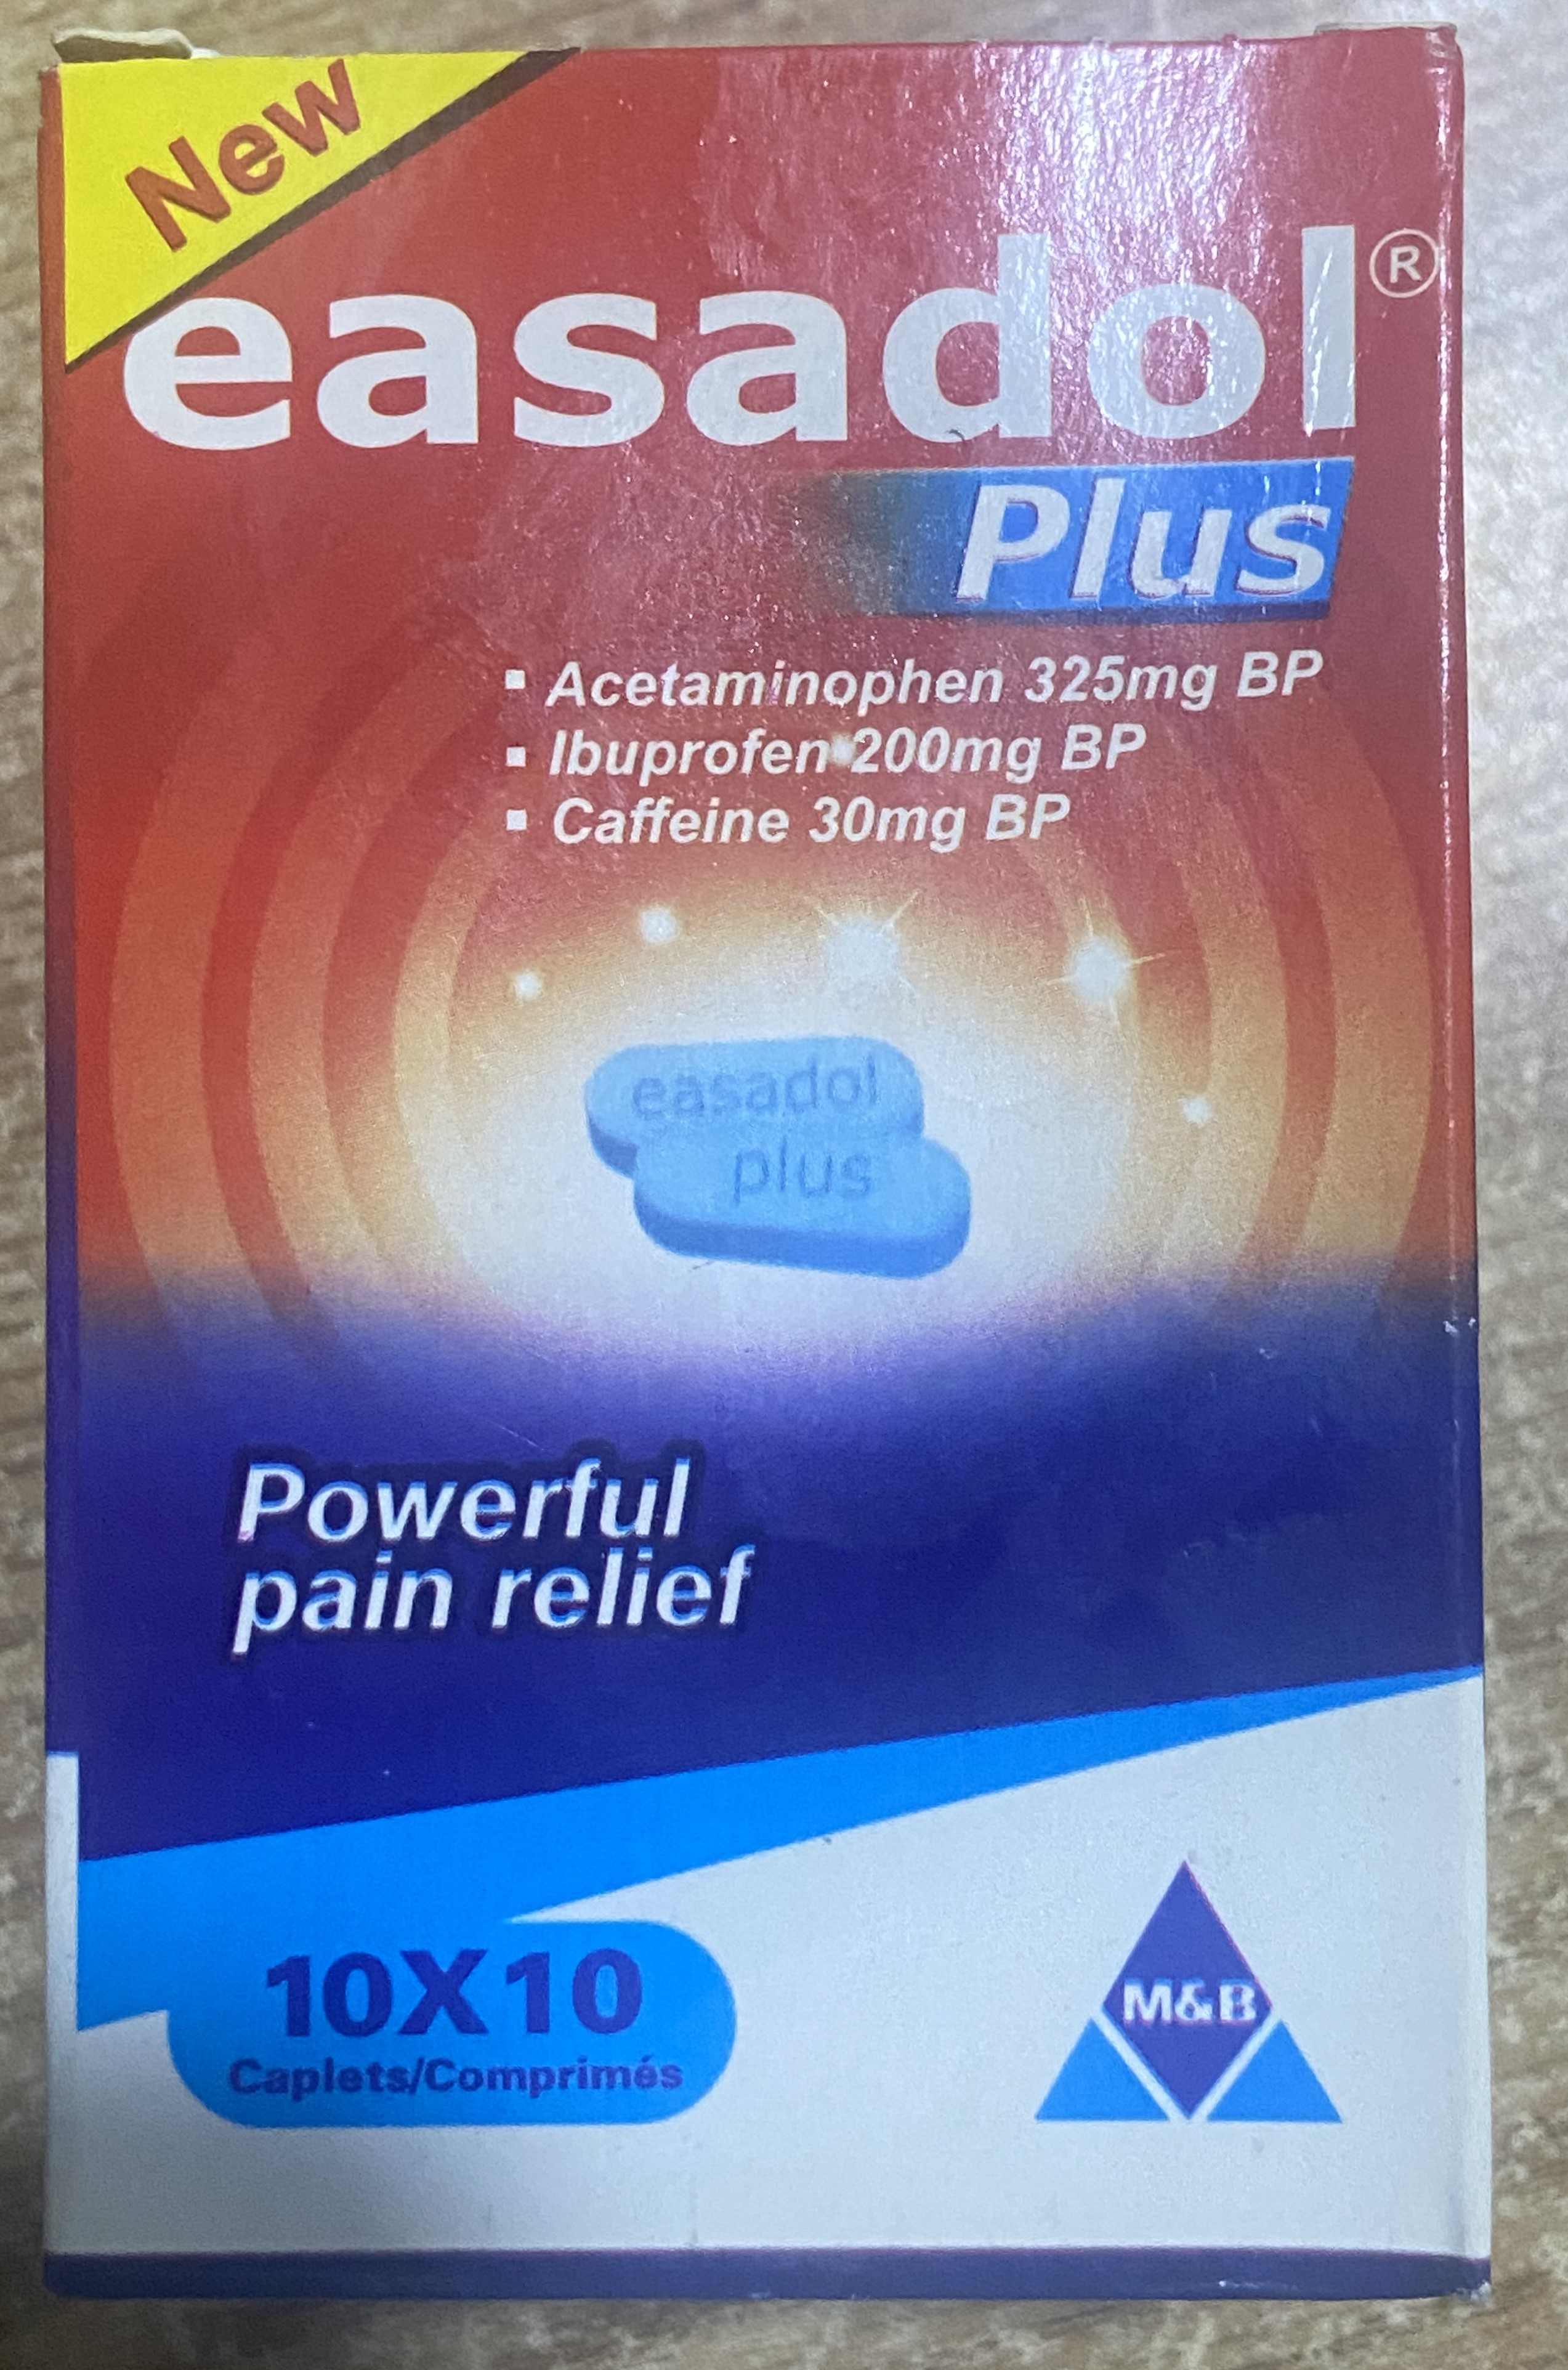 New
easadol®
Plus
▪ Acetaminophen 325mg BP
▪ Ibuprofen 200mg BP
▪ Caffeine 30mg BP
easadol
plus
Powerful
pain relief
10X10
Caplets/Comprimés
M&B